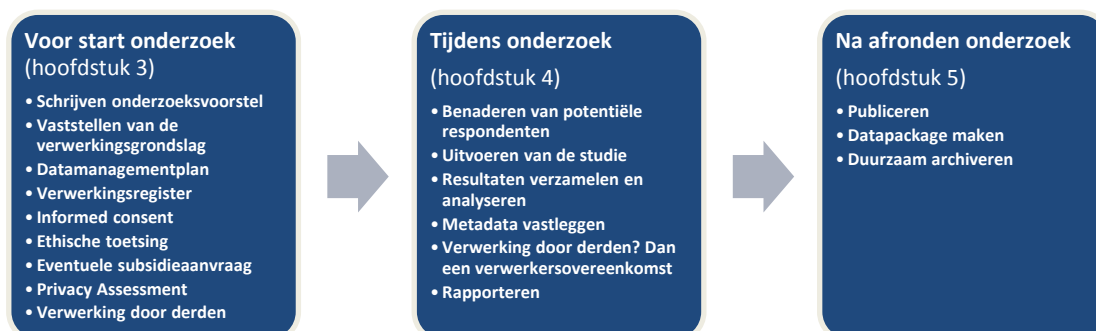 Voor start onderzoek
(hoofdstuk 3)
• Schrijven onderzoeksvoorstel
• Vaststellen van de
verwerkingsgrondslag
• Datamanagementplan
• Verwerkingsregister
• Informed consent
• Ethische toetsing
• Eventuele subsidieaanvraag
• Privacy Assessment
• Verwerking door derden
Tijdens onderzoek
(hoofdstuk 4)
• Benaderen van potentiële
respondenten
• Uitvoeren van de studie
• Resultaten verzamelen en
analyseren
• Metadata vastleggen
• Verwerking door derden? Dan
een verwerkersovereenkomst
• Rapporteren
Na afronden onderzoek
(hoofdstuk 5)
• Publiceren
• Datapackage maken
• Duurzaam archiveren